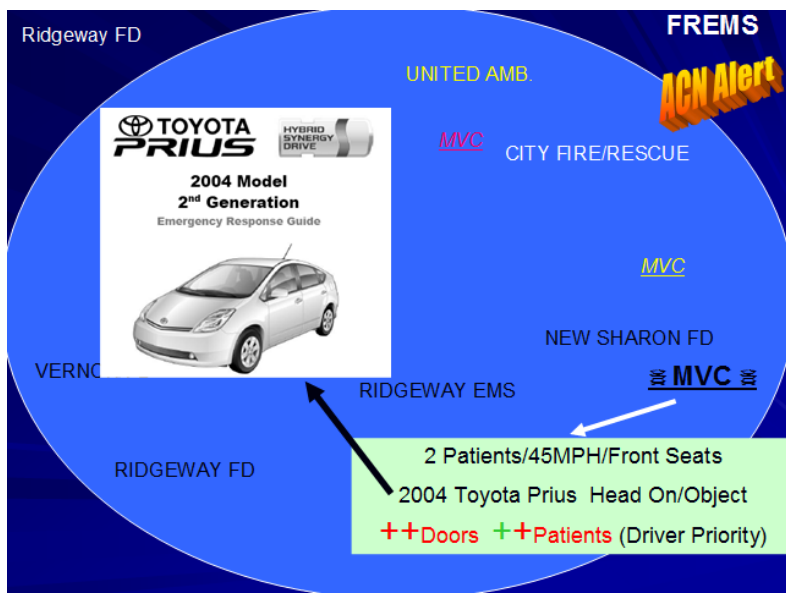 Ridgeway FD
FREMS
ACN Alert
UNITED AMB.
MVC
CITY FIRE/RESCUE
TOYOTA
PRIUS
HYBRID
SYNERGY
DRIVE
2004 Model
2nd Generation
Emergency Response Guide
MVC
NEW SHARON FD
MVC
RIDGEWAY EMS
RIDGEWAY FD
2 Patients/45MPH/Front Seats
2004 Toyota Prius Head On/Object
++Doors ++Patients (Driver Priority)